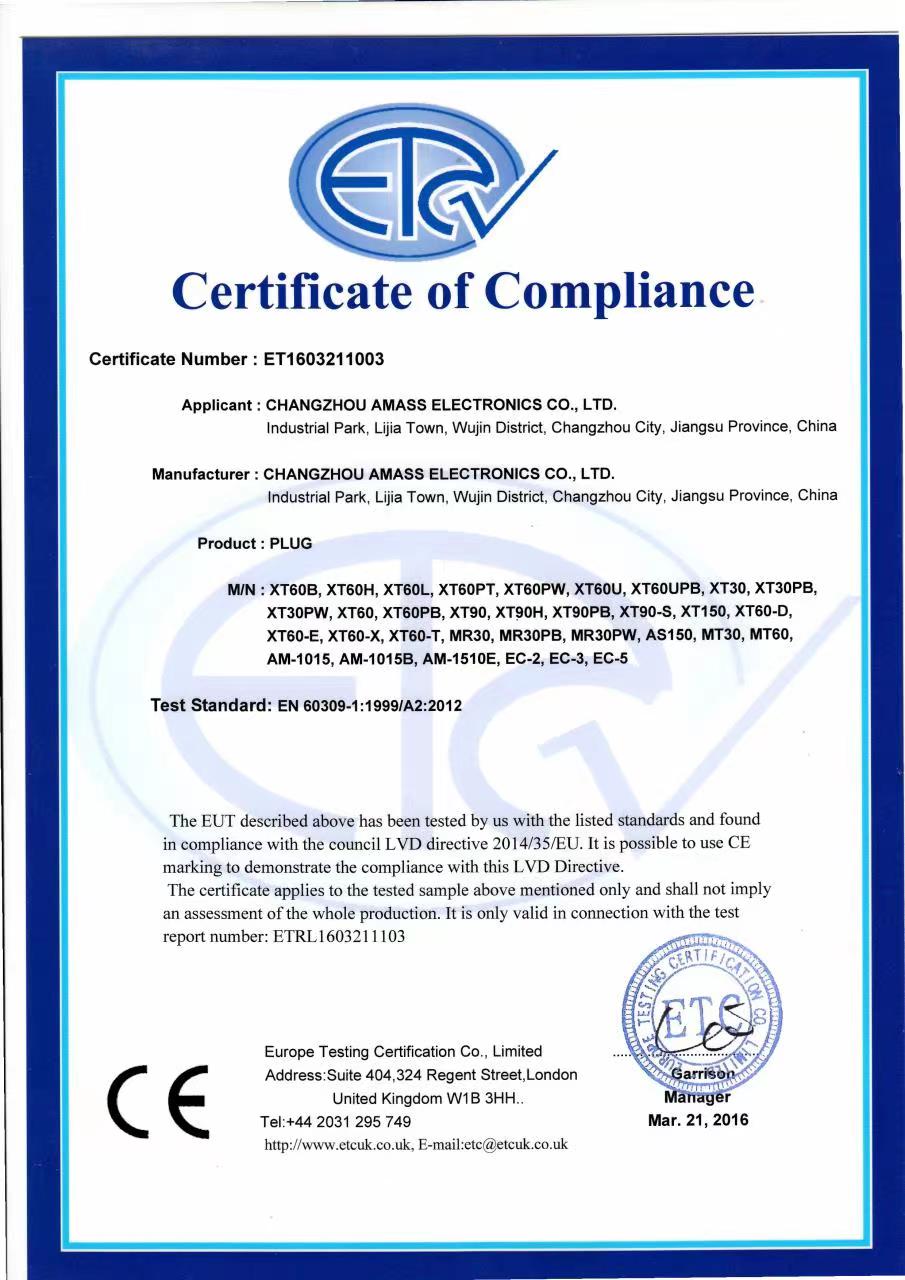 ETC
Certificate of Compliance
Certificate Number : ET1603211003
Applicant : CHANGZHOU AMASS ELECTRONICS CO., LTD.
Industrial Park, Lijia Town, Wujin District, Changzhou City, Jiangsu Province, China
Manufacturer : CHANGZHOU AMASS ELECTRONICS CO., LTD.
Industrial Park, Lijia Town, Wujin District, Changzhou City, Jiangsu Province, China
Product : PLUG
M/N : XT60B, XT60H, XT60L, XT60PT, XT60PW, XT60U, XT60UPB, XT30, XT30PB,
XT30PW, XT60, XT60PB, XT90, XT90H, XT90PB, XT90-S, XT150, XT60-D,
XT60-E, XT60-X, XT60-T, MR30, MR30PB, MR30PW, AS150, MT30, MT60,
AM-1015, AM-1015B, AM-1510E, EC-2, EC-3, EC-5
Test Standard: EN 60309-1:1999/A2:2012
The EUT described above has been tested by us with the listed standards and found
in compliance with the council LVD directive 2014/35/EU. It is possible to use CE
marking to demonstrate the compliance with this LVD Directive.
The certificate applies to the tested sample above mentioned only and shall not imply
an assessment of the whole production. It is only valid in connection with the test
report number: ETRL1603211103
EUROPE TESTING CERTIFICATION CO. LIMITED
ETC
CE
Europe Testing Certification Co., Limited
Address:Suite 404,324 Regent Street,London
United Kingdom W1B 3HH..
Tel:+44 2031 295 749
http://www.etcuk.co.uk, E-mail:etc@etcuk.co.uk
Garrison
Manager
Mar. 21, 2016